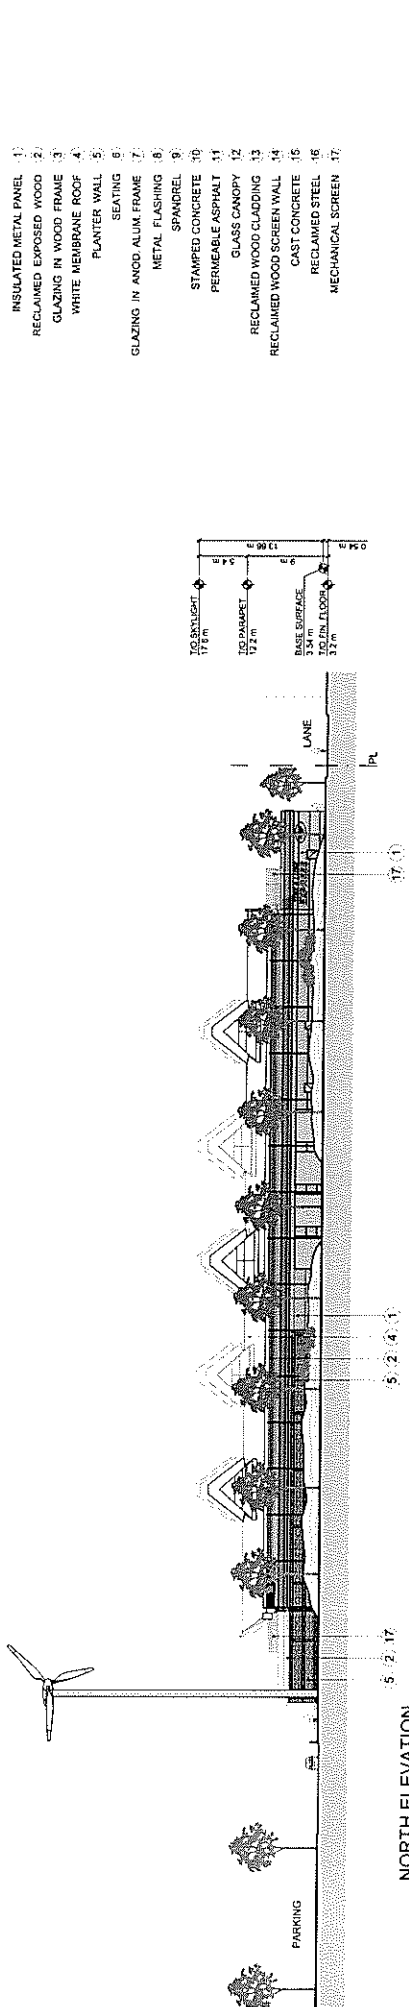 INSULATED METAL PANEL 1
RECLAIMED EXPOSED WOOD 2
GLAZING IN WOOD FRAME 3
WHITE MEMBRANE ROOF 4
PLANTER WALL 5
SEATING 6
GLAZING IN ANOD. ALUM. FRAME 7
METAL FLASHING 8
SPANDREL 9
STAMPED CONCRETE 10
PERMEABLE ASPHALT 11
GLASS CANOPY 12
RECLAIMED WOOD CLADDING 13
RECLAIMED WOOD SCREEN WALL 14
CAST CONCRETE 15
RECLAIMED STEEL 16
MECHANICAL SCREEN 17
T/O SKYLIGHT
17.6 m
T/O PARAPET
12.2 m
BASE SURFACE
3.54 m
T/O FIN. FLOOR
3.2 m
5.4 m
9 m
13.66 m
0.54 m
LANE
PL
PARKING
5 2 17
5 2 4 1
17 1
NORTH ELEVATION